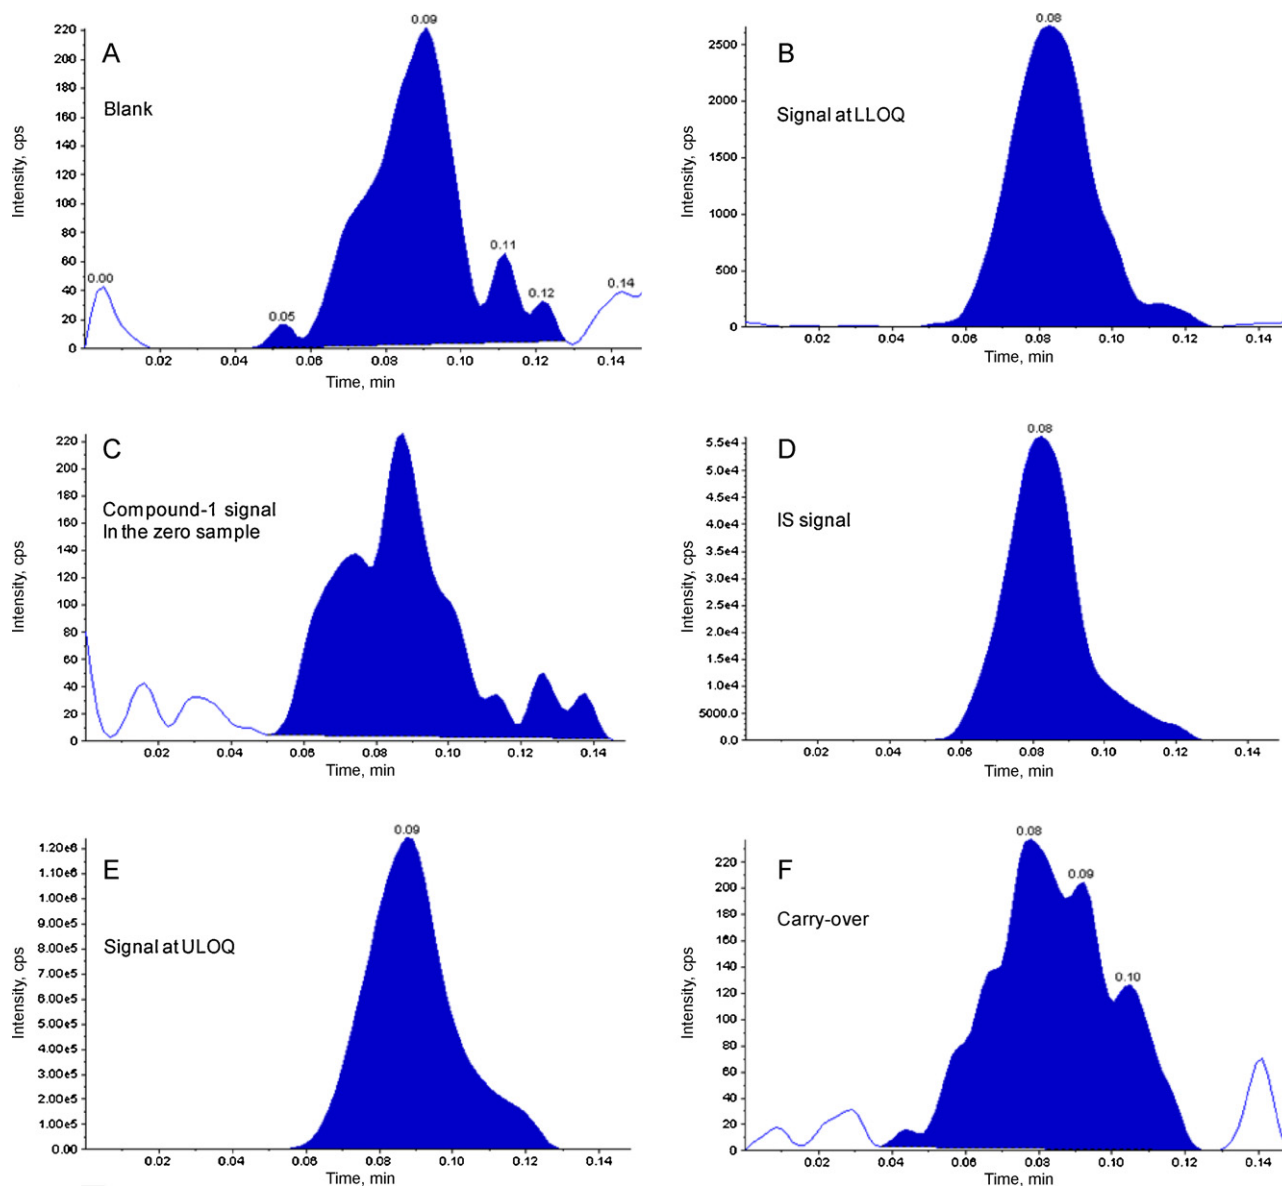 A
Blank
Intensity, cps
220
200
180
160
140
120
100
80
60
40
20
0
0.00
0.05
0.09
0.11
0.12
0.14
0.02
0.04
0.06
0.08
0.10
0.12
0.14
Time, min
B
Signal at LLOQ
Intensity, cps
2500
2000
1500
1000
500
0
0.08
0.02
0.04
0.06
0.08
0.10
0.12
0.14
Time, min
C
Compound-1 signal
In the zero sample
Intensity, cps
220
200
180
160
140
120
100
80
60
40
20
0
0.02
0.04
0.06
0.08
0.10
0.12
0.14
Time, min
D
IS signal
Intensity, cps
5.5e4
5.0e4
4.5e4
4.0e4
3.5e4
3.0e4
2.5e4
2.0e4
1.5e4
1.0e4
5000.0
0.0
0.08
0.02
0.04
0.06
0.08
0.10
0.12
0.14
Time, min
E
Signal at ULOQ
Intensity, cps
1.20e6
1.10e6
1.00e6
9.00e5
8.00e5
7.00e5
6.00e5
5.00e5
4.00e5
3.00e5
2.00e5
1.00e5
0.00
0.09
0.02
0.04
0.06
0.08
0.10
0.12
0.14
Time, min
F
Carry-over
Intensity, cps
220
200
180
160
140
120
100
80
60
40
20
0
0.08
0.09
0.10
0.02
0.04
0.06
0.08
0.10
0.12
0.14
Time, min